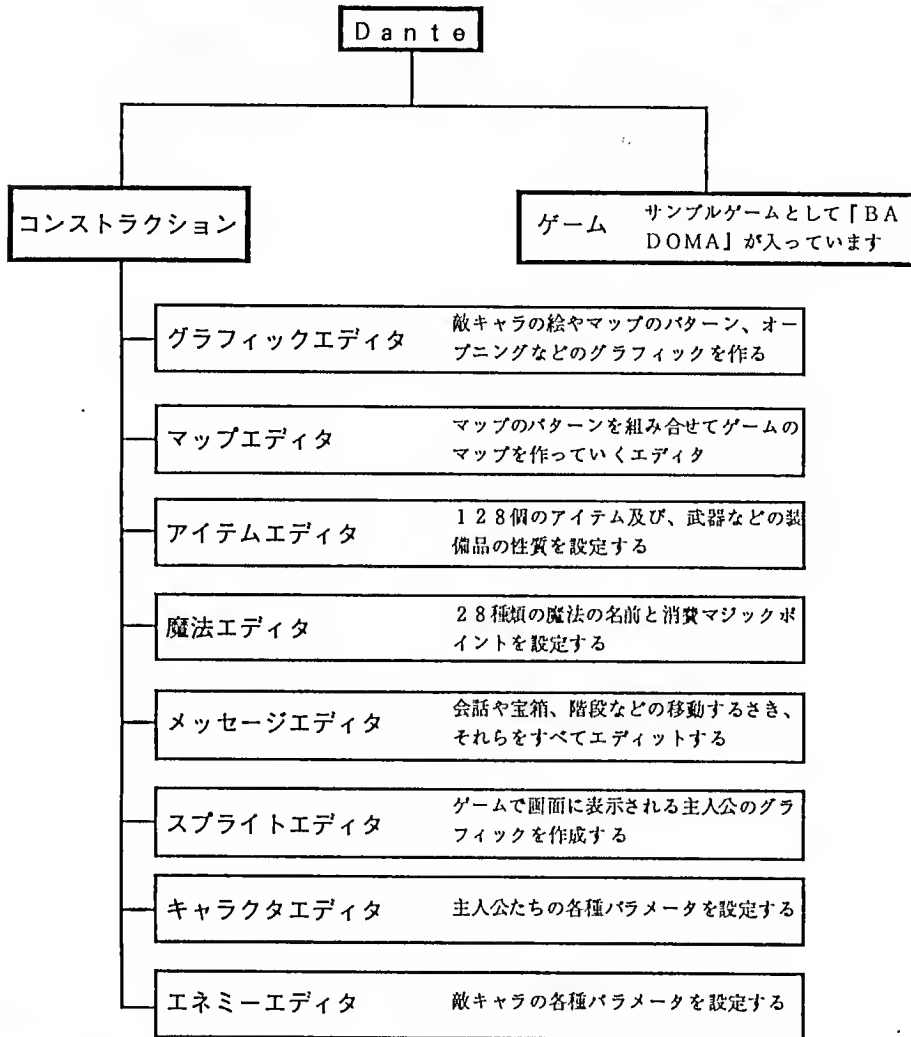 Ｄａｎｔｅ
コンストラクション
ゲーム
サンプルゲームとして『ＢＡ
ＤＯＭＡ』が入っています
グラフィックエディタ
敵キャラの絵やマップのパターン、オー
プニングなどのグラフィックを作る
マップエディタ
マップのパターンを組み合せてゲームの
マップを作っていくエディタ
アイテムエディタ
１２８個のアイテム及び、武器などの装
備品の性質を設定する
魔法エディタ
２８種類の魔法の名前と消費マジックポ
イントを設定する
メッセージエディタ
会話や宝箱、階段などの移動するさき、
それらをすべてエディットする
スプライトエディタ
ゲームで画面に表示される主人公のグラ
フィックを作成する
キャラクタエディタ
主人公たちの各種パラメータを設定する
エネミーエディタ
敵キャラの各種パラメータを設定する